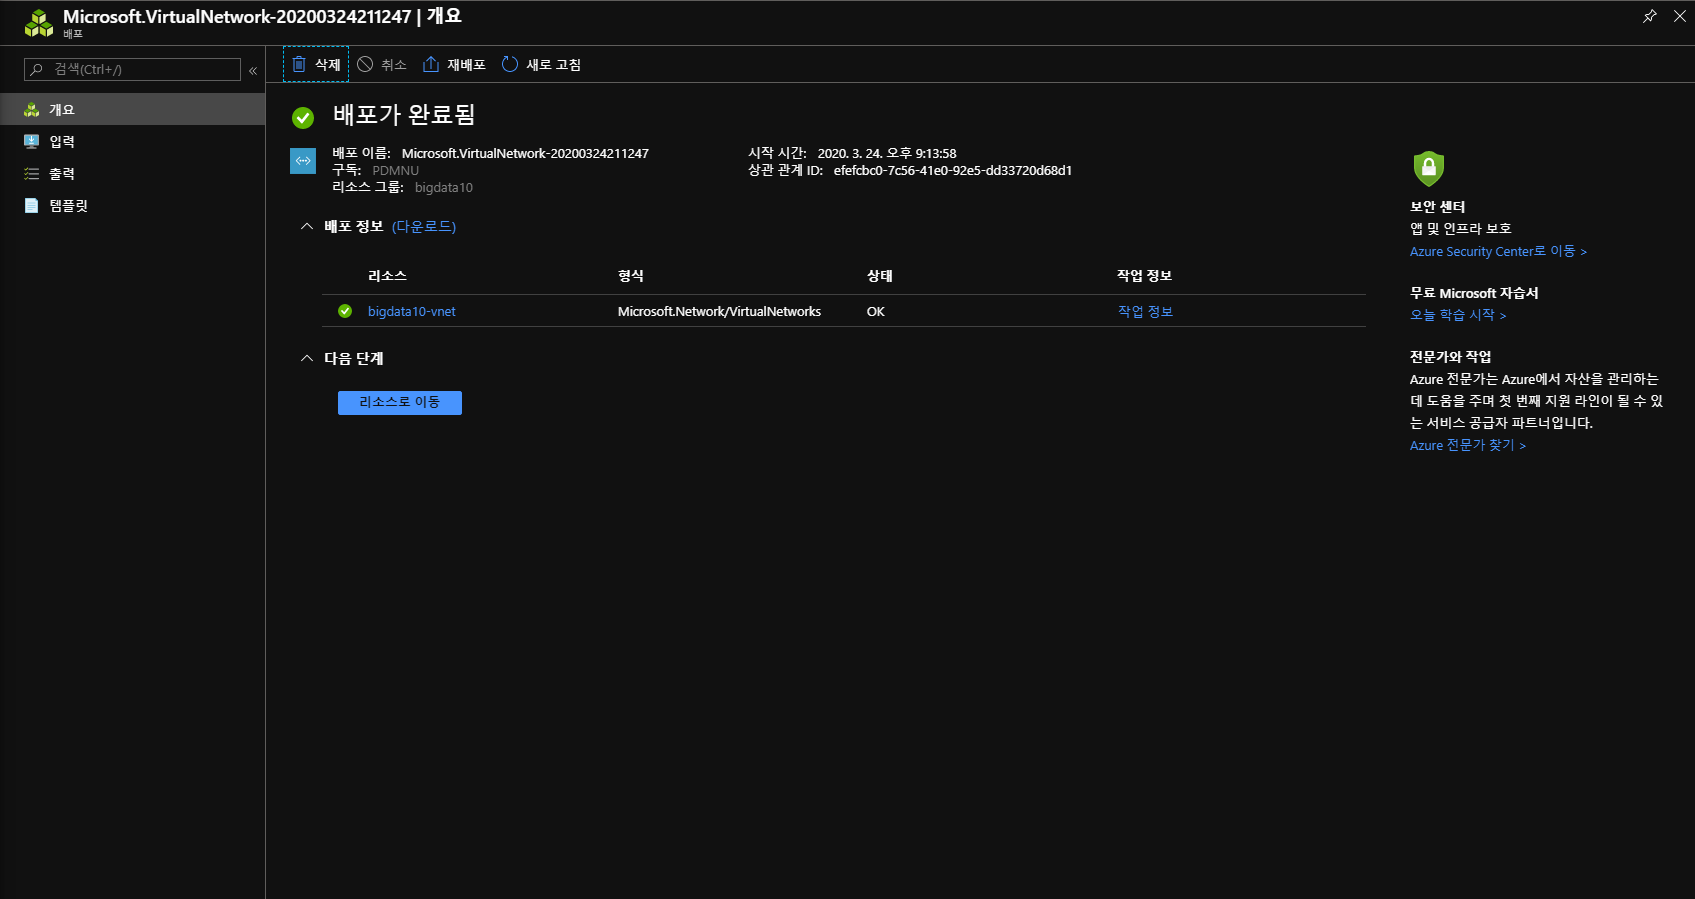 Microsoft.VirtualNetwork-20200324211247 | 개요
배포
검색(Ctrl+/)
«
삭제
취소
재배포
새로 고침
개요
입력
출력
템플릿
배포가 완료됨
배포 이름: Microsoft.VirtualNetwork-20200324211247
구독: PDMNU
리소스 그룹: bigdata10
시작 시간: 2020. 3. 24. 오후 9:13:58
상관 관계 ID: efefcbc0-7c56-41e0-92e5-dd33720d68d1
배포 정보 (다운로드)
리소스 형식 상태 작업 정보
bigdata10-vnet Microsoft.Network/VirtualNetworks OK 작업 정보
다음 단계
리소스로 이동
보안 센터
앱 및 인프라 보호
Azure Security Center로 이동 >
무료 Microsoft 자습서
오늘 학습 시작 >
전문가와 작업
Azure 전문가는 Azure에서 자산을 관리하는
데 도움을 주며 첫 번째 지원 라인이 될 수 있
는 서비스 공급자 파트너입니다.
Azure 전문가 찾기 >